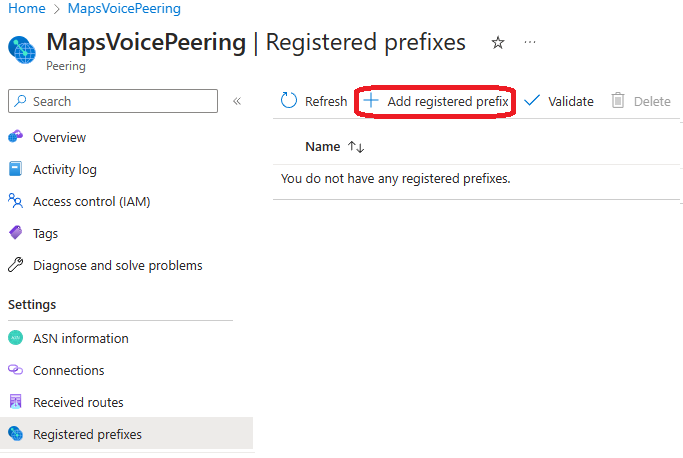 Home > MapsVoicePeering
MapsVoicePeering | Registered prefixes
Peering
Search
Refresh
Add registered prefix
Validate
Delete
Overview
Activity log
Access control (IAM)
Tags
Diagnose and solve problems
Settings
ASN information
Connections
Received routes
Registered prefixes
Name
You do not have any registered prefixes.